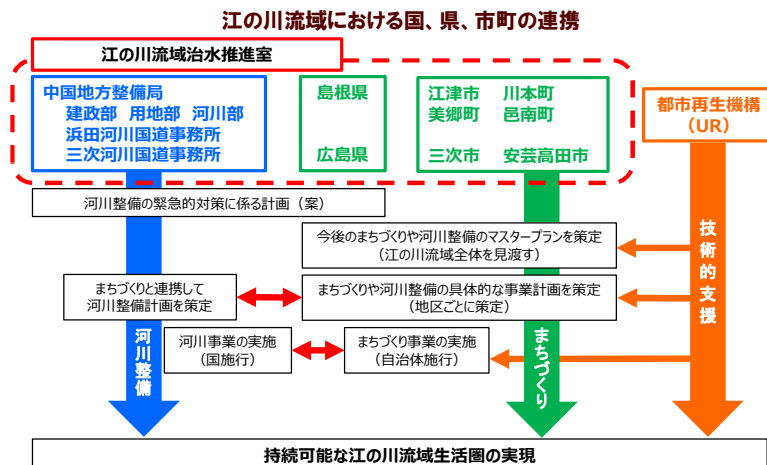 江の川流域における国、県、市町の連携
江の川流域治水推進室
中国地方整備局
建政部 用地部 河川部
浜田河川国道事務所
三次河川国道事務所
島根県
広島県
江津市 川本町
美郷町 邑南町
三次市 安芸高田市
都市再生機構
(UR)
河川整備の緊急的対策に係る計画(案)
今後のまちづくりや河川整備のマスタープランを策定
(江の川流域全体を見渡す)
まちづくりと連携して
河川整備計画を策定
まちづくりや河川整備の具体的な事業計画を策定
(地区ごとに策定)
河川事業の実施
(国施行)
まちづくり事業の実施
(自治体施行)
河川整備
まちづくり
技術的支援
持続可能な江の川流域生活圏の実現